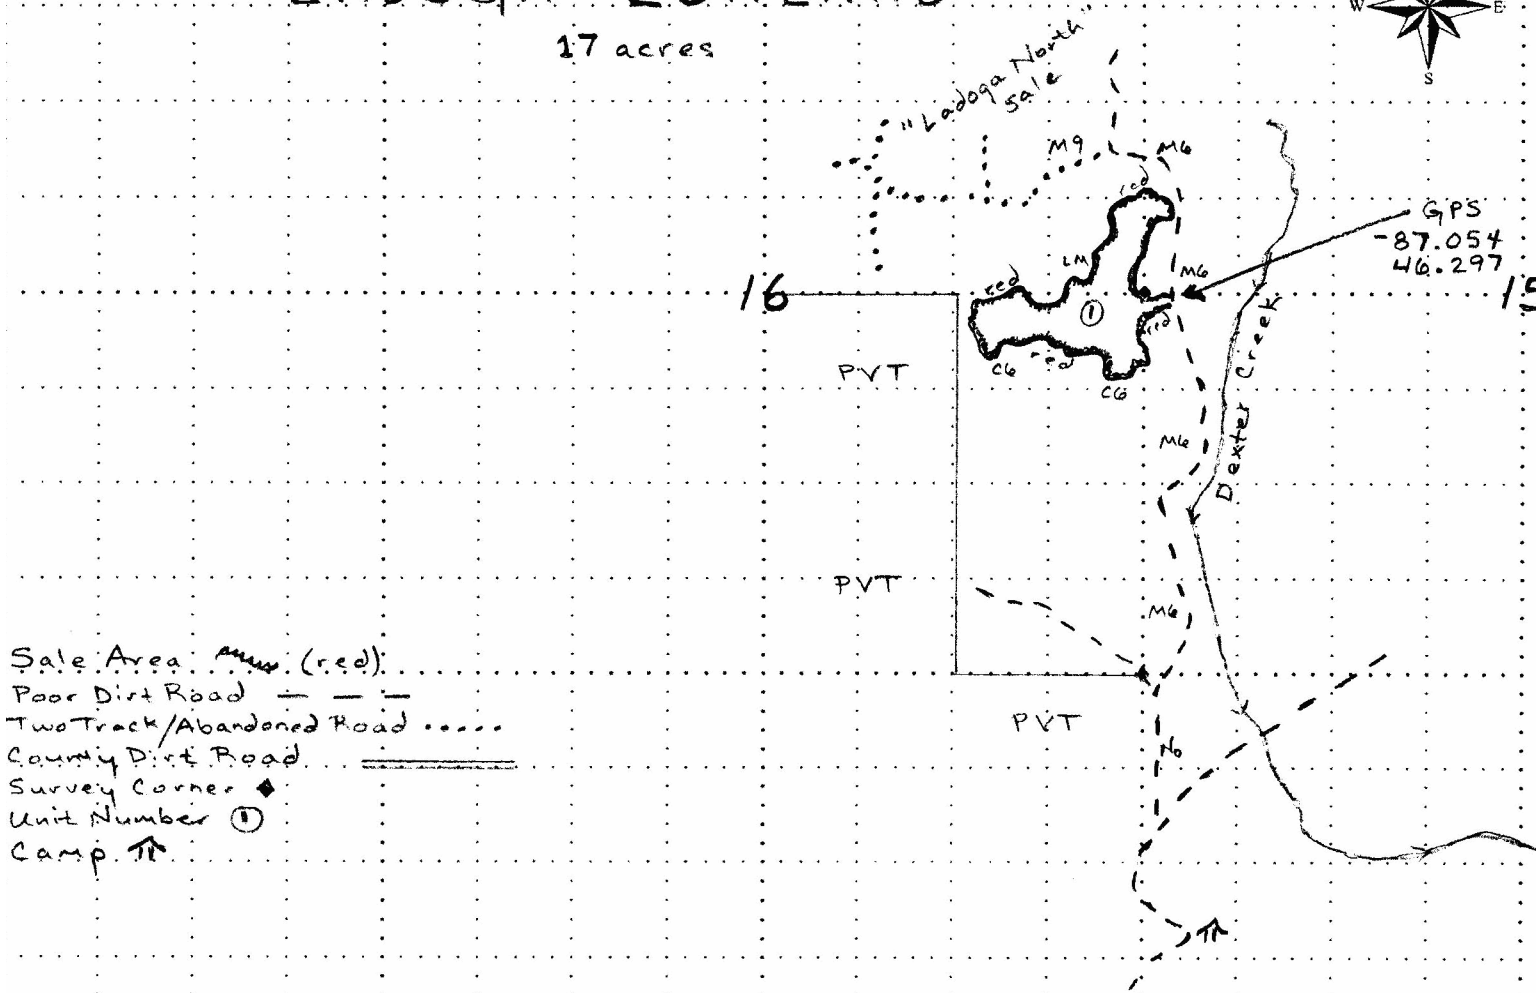 17 acres
W E
S
"Ladoga North"
Sale
M9
M6
red
GPS
-87.054
46.297
LM
M6
red
16
15
1
red
C6
red
C6
PVT
Dexter Creek
M6
PVT
M6
Sale Area (red)
Poor Dirt Road
Two Track/Abandoned Road
County Dirt Road
Survey Corner
Unit Number 1
Camp
PVT
No